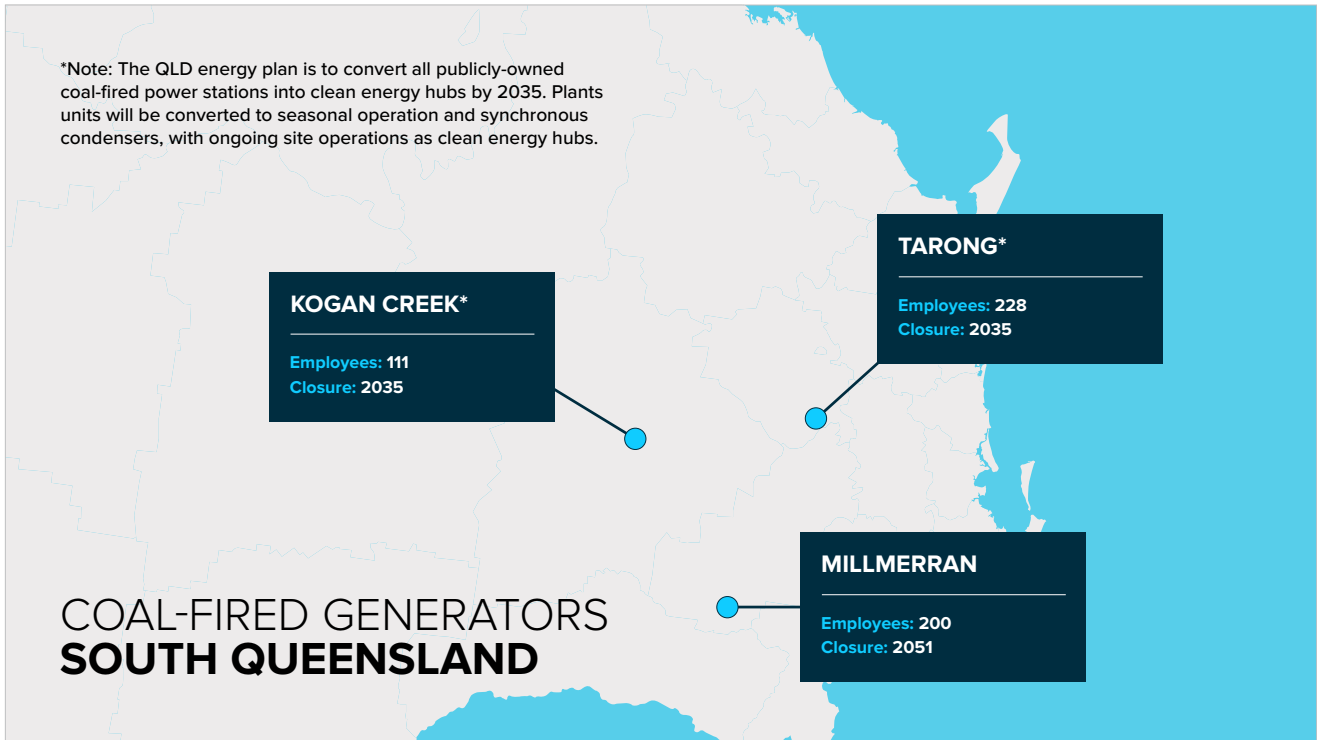 *Note: The QLD energy plan is to convert all publicly-owned
coal-fired power stations into clean energy hubs by 2035. Plants
units will be converted to seasonal operation and synchronous
condensers, with ongoing site operations as clean energy hubs.
TARONG*
Employees: 228
Closure: 2035
KOGAN CREEK*
Employees: 111
Closure: 2035
MILLMERRAN
Employees: 200
Closure: 2051
COAL-FIRED GENERATORS
SOUTH QUEENSLAND